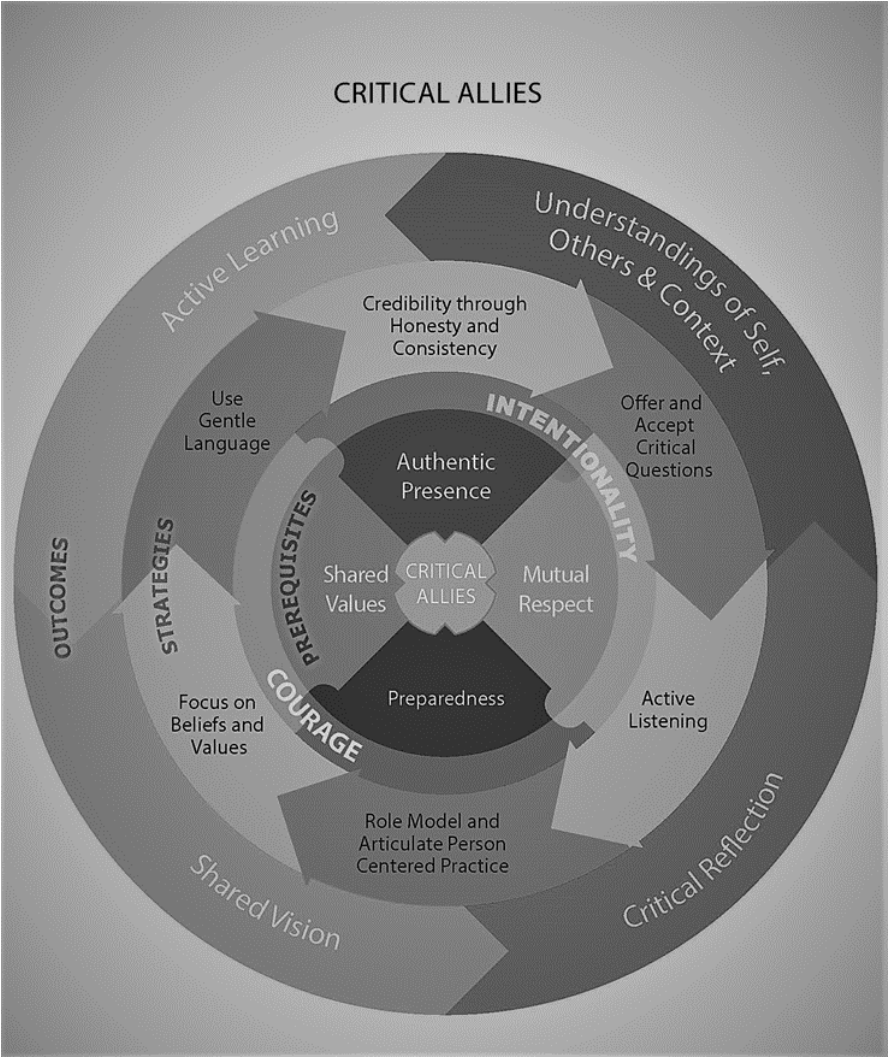 CRITICAL ALLIES
Understandings of Self,
Others & Context
Active Learning
Credibility through
Honesty and
Consistency
Use
Gentle
Language
INTENTIONALITY
Offer and
Accept
Critical
Questions
Authentic
Presence
PREREQUISITES
STRATEGIES
OUTCOMES
Shared
Values
CRITICAL
ALLIES
Mutual
Respect
Preparedness
COURAGE
Focus on
Beliefs and
Values
Active
Listening
Role Model and
Articulate Person
Centered Practice
Shared Vision
Critical Reflection